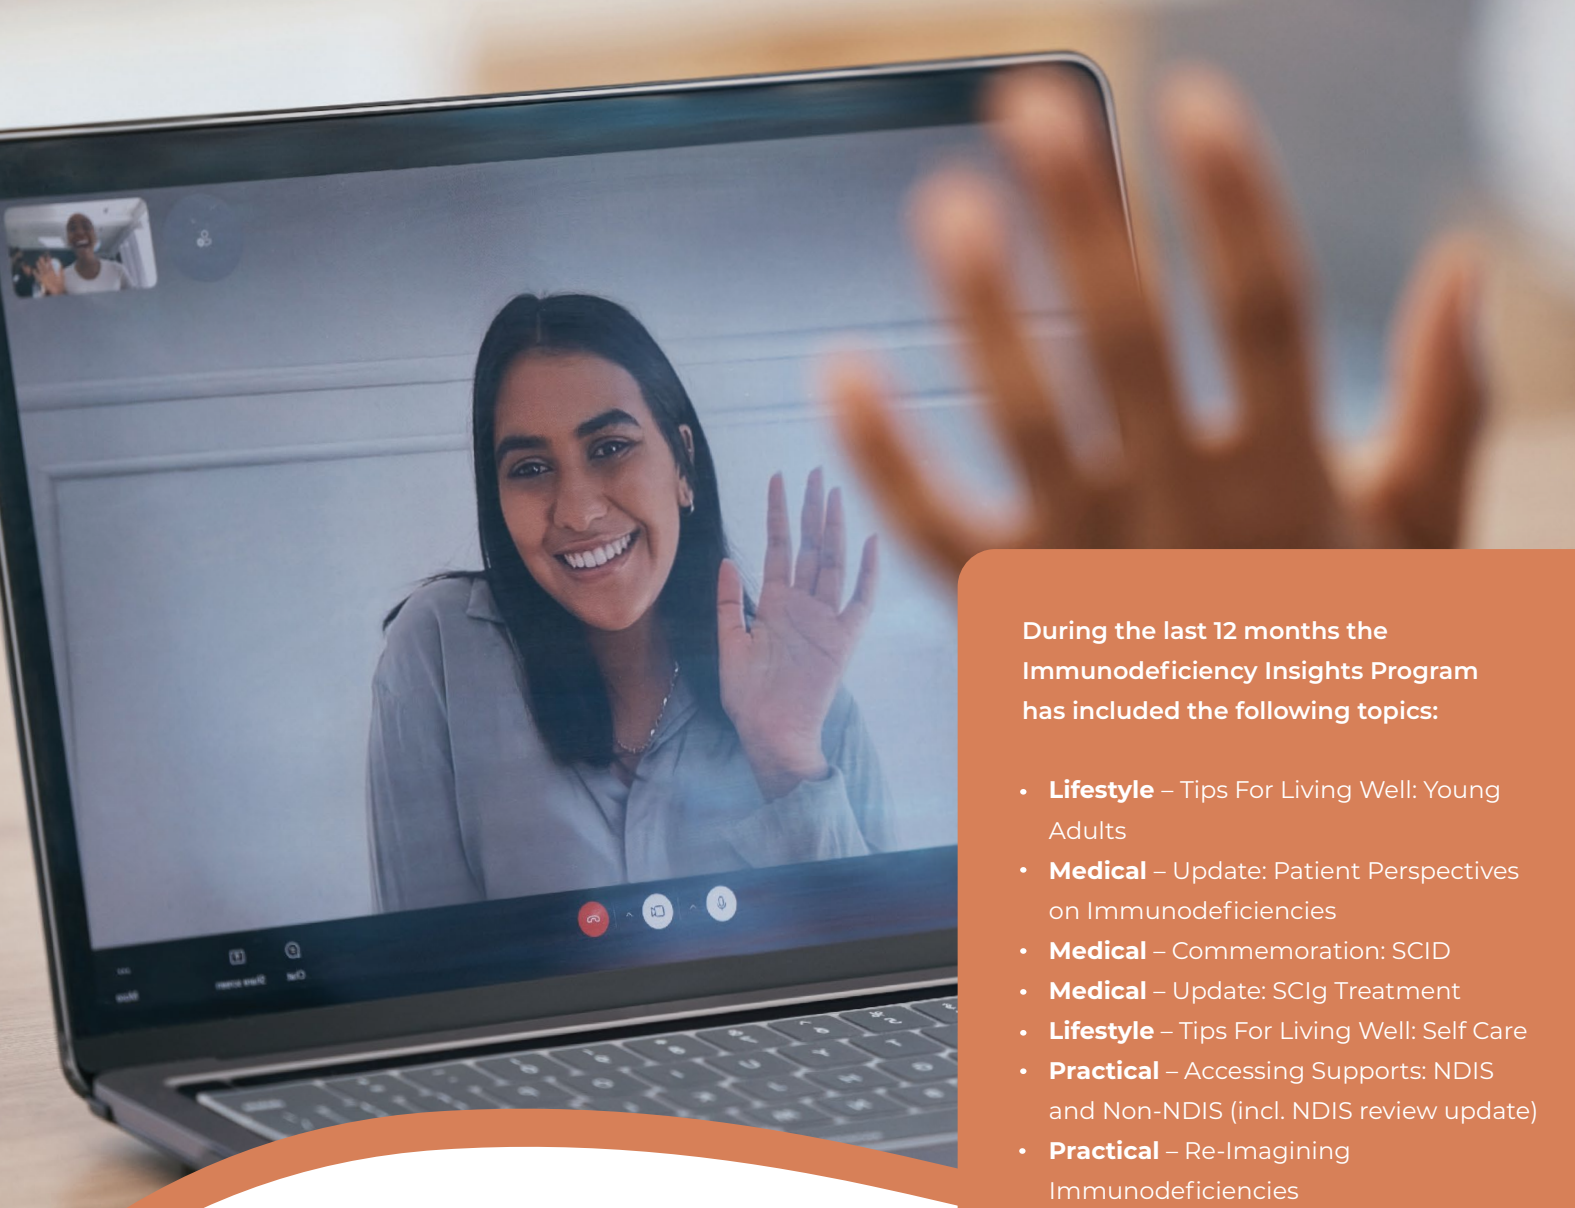 During the last 12 months the
Immunodeficiency Insights Program
has included the following topics:
• Lifestyle – Tips For Living Well: Young
Adults
• Medical – Update: Patient Perspectives
on Immunodeficiencies
• Medical – Commemoration: SCID
• Medical – Update: SCIg Treatment
• Lifestyle – Tips For Living Well: Self Care
• Practical – Accessing Supports: NDIS
and Non-NDIS (incl. NDIS review update)
• Practical – Re-Imagining
Immunodeficiencies